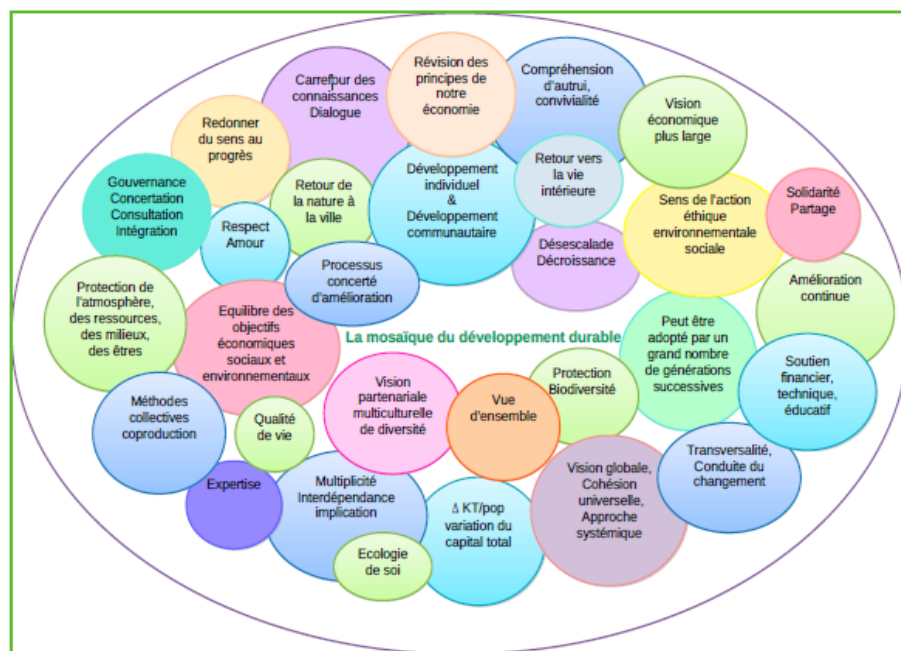 Carrefour des
connaissances
Dialogue
Révision des
principes de
notre
économie
Compréhension
d'autrui,
convivialité
Vision
économique
plus large
Redonner
du sens au
progrès
Gouvernance
Concertation
Consultation
Intégration
Retour de
la nature à
la ville
Développement
individuel
&
Développement
communautaire
Retour vers
la vie
intérieure
Sens de l'action
éthique
environnementale
sociale
Solidarité
Partage
Respect
Amour
Désescalade
Décroissance
Processus
concerté
d'amélioration
Protection de
l'atmosphère,
des ressources,
des milieux,
des êtres
Equilibre des
objectifs
économiques
sociaux et
environnementaux
Amélioration
continue
La mosaïque du développement durable
Peut être
adopté par un
grand nombre
de générations
successives
Soutien
financier,
technique,
éducatif
Méthodes
collectives
coproduction
Qualité
de vie
Vision
partenariale
multiculturelle
de diversité
Vue
d'ensemble
Protection
Biodiversité
Transversalité,
Conduite du
changement
Expertise
Multiplicité
Interdépendance
implication
Δ KT/pop
variation du
capital total
Vision globale,
Cohésion
universelle,
Approche
systémique
Ecologie
de soi